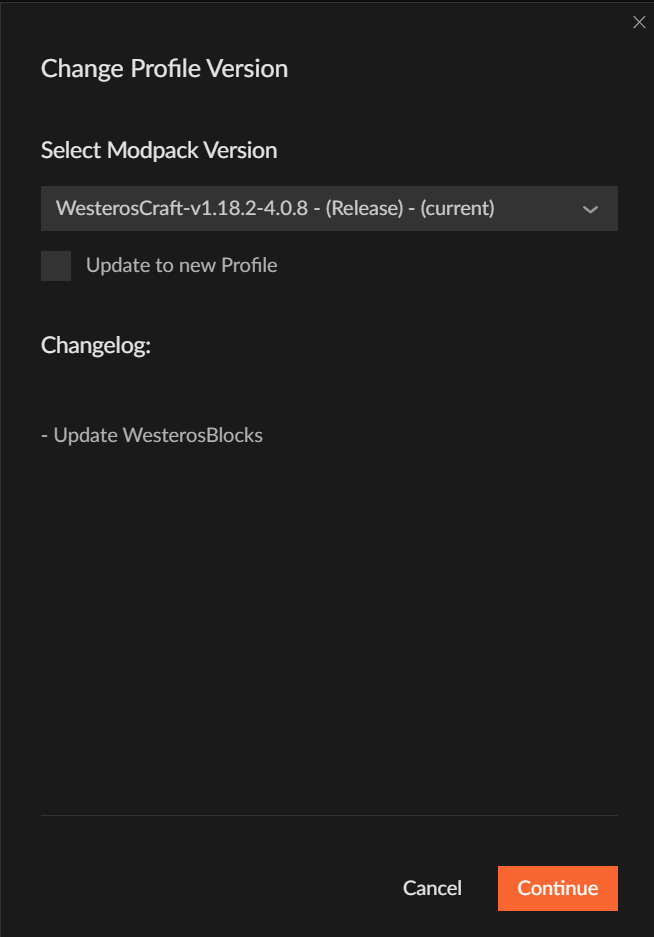 Change Profile Version
Select Modpack Version
WesterosCraft-v1.18.2-4.0.8 - (Release) - (current)
Update to new Profile
Changelog:
- Update WesterosBlocks
Cancel
Continue